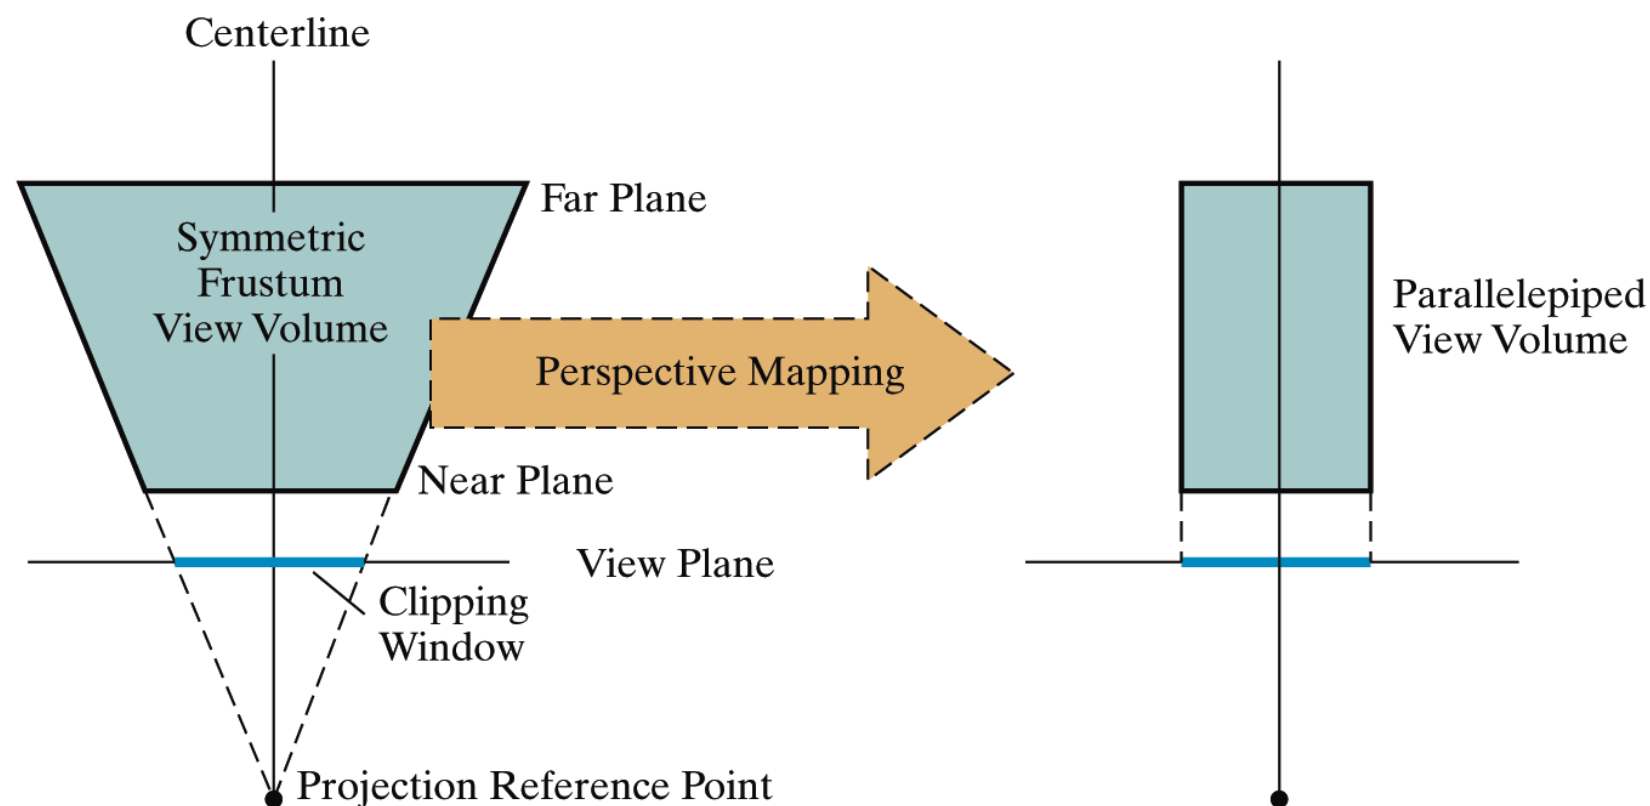 Centerline
Far Plane
Symmetric
Frustum
View Volume
Perspective Mapping
Parallelepiped
View Volume
Near Plane
View Plane
Clipping
Window
Projection Reference Point